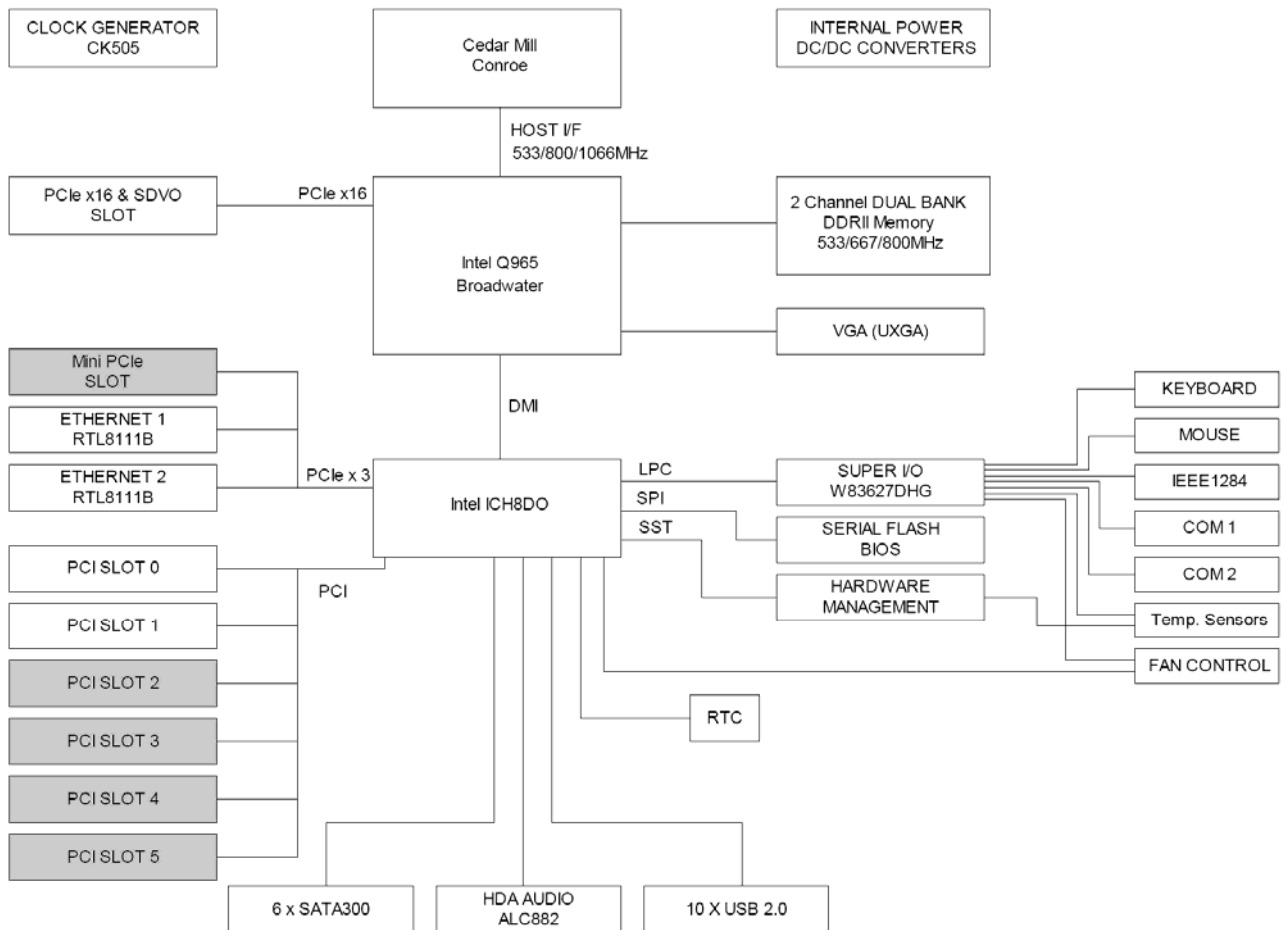 CLOCK GENERATOR
CK505
Cedar Mill
Conroe
INTERNAL POWER
DC/DC CONVERTERS
HOST I/F
533/800/1066MHz
PCIe x16 & SDVO
SLOT
PCIe x16
Intel Q965
Broadwater
2 Channel DUAL BANK
DDRII Memory
533/667/800MHz
VGA (UXGA)
Mini PCIe
SLOT
DMI
KEYBOARD
ETHERNET 1
RTL8111B
MOUSE
ETHERNET 2
RTL8111B
PCIe x 3
Intel ICH8DO
LPC
SPI
SST
SUPER I/O
W83627DHG
IEEE1284
SERIAL FLASH
BIOS
COM 1
PCI SLOT 0
PCI
HARDWARE
MANAGEMENT
COM 2
PCI SLOT 1
Temp. Sensors
PCI SLOT 2
FAN CONTROL
RTC
PCI SLOT 3
PCI SLOT 4
PCI SLOT 5
6 x SATA300
HDA AUDIO
ALC882
10 X USB 2.0